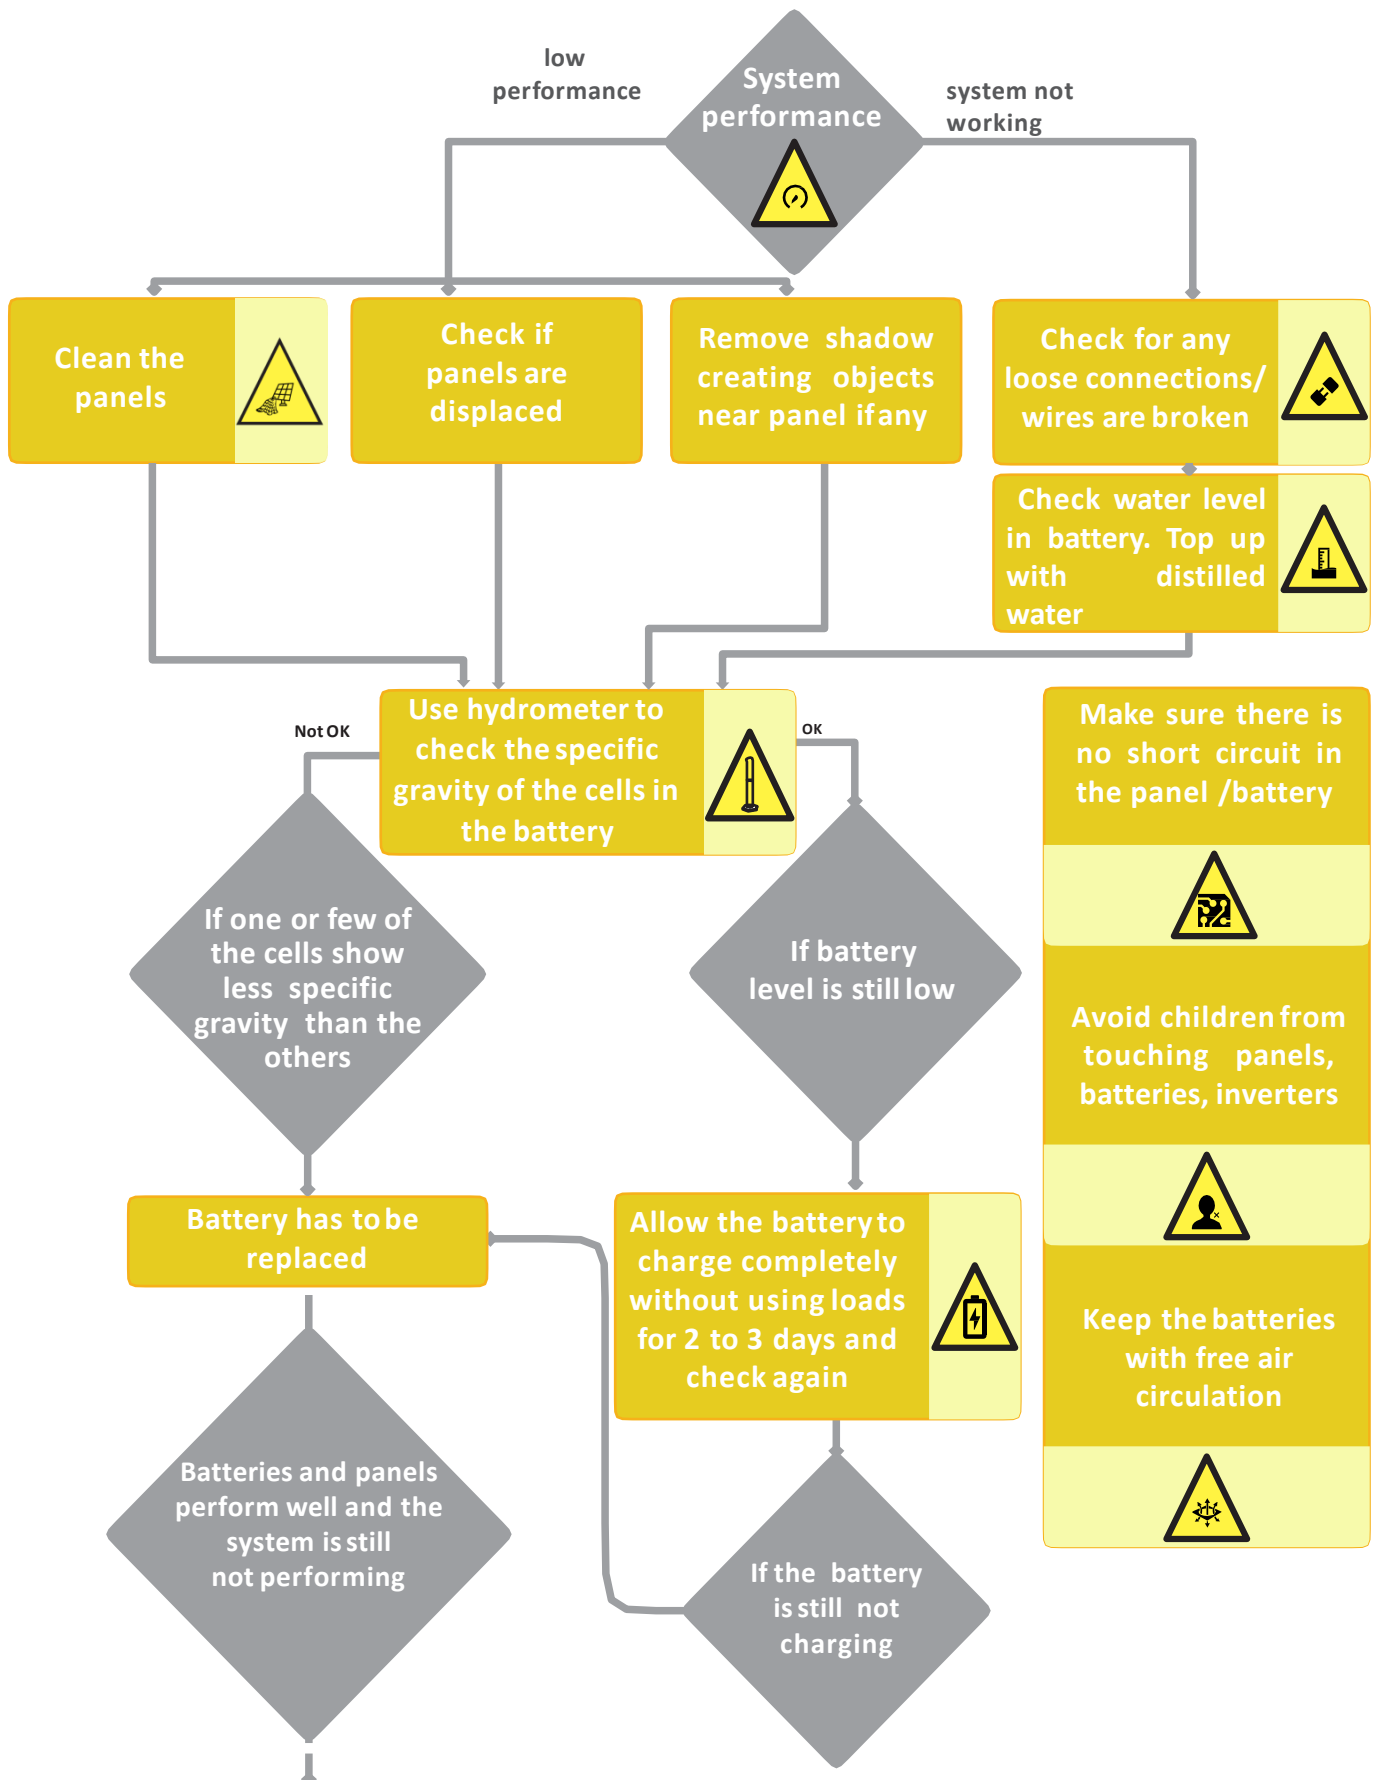 low
performance
System
performance
system not
working
Clean the
panels
Check if
panels are
displaced
Remove shadow
creating objects
near panel if any
Check for any
loose connections/
wires are broken
Check water level
in battery. Top up
with distilled
water
Use hydrometer to
check the specific
gravity of the cells in
the battery
Not OK
OK
If one or few of
the cells show
less specific
gravity than the
others
If battery
level is still low
Make sure there is
no short circuit in
the panel /battery
Avoid children from
touching panels,
batteries, inverters
Keep the batteries
with free air
circulation
Battery has to be
replaced
Allow the battery to
charge completely
without using loads
for 2 to 3 days and
check again
Batteries and panels
perform well and the
system is still
not performing
If the battery
is still not
charging